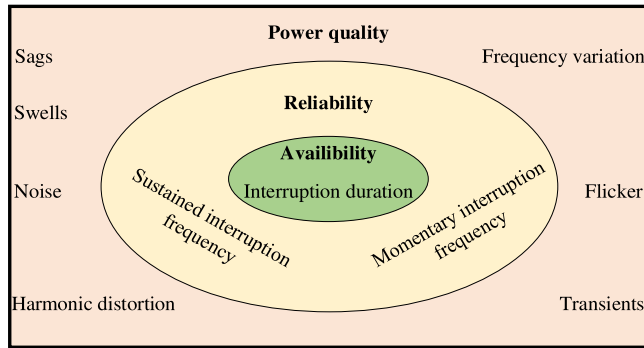 Power quality
Sags
Frequency variation
Swells
Reliability
Availibility
Noise
Interruption duration
Flicker
Sustained interruption
frequency
Momentary interruption
frequency
Harmonic distortion
Transients